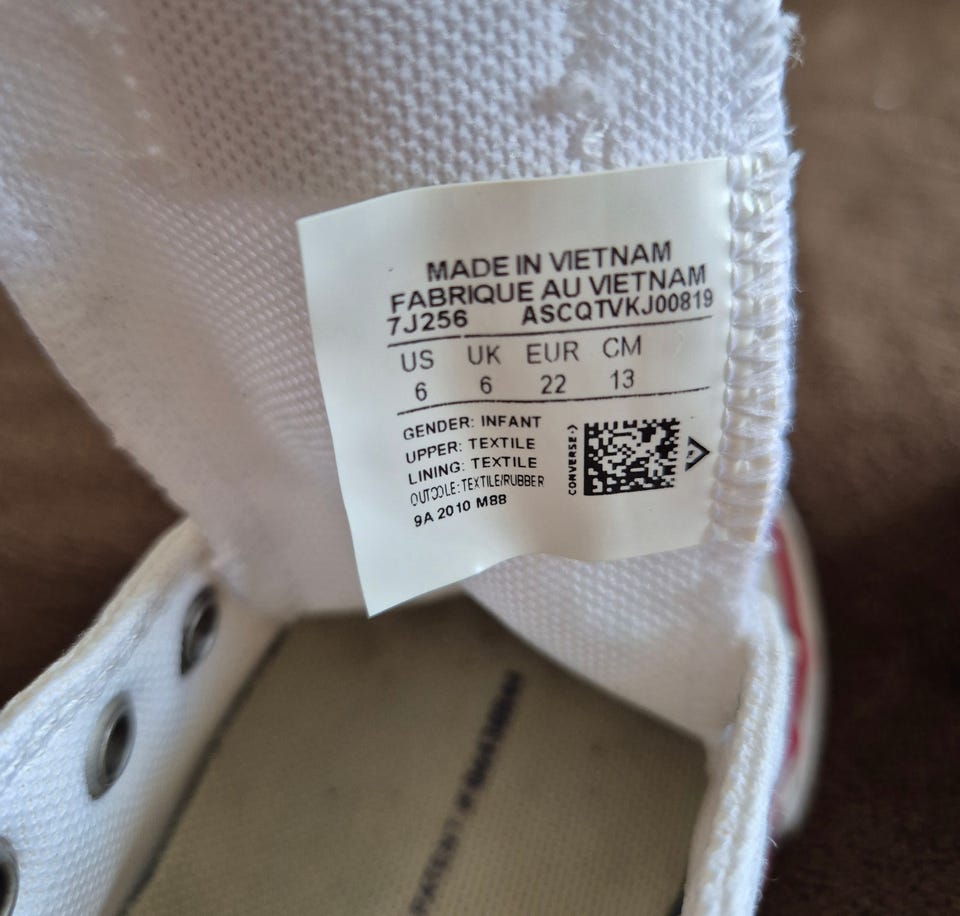 MADE IN VIETNAM
FABRIQUE AU VIETNAM
7J256 ASCQTVKJ00819
US UK EUR CM
6 6 22 13
GENDER: INFANT
UPPER: TEXTILE
LINING: TEXTILE
OUTSOLE: TEXTILE/RUBBER
9A 2010 M88
CONVERSE